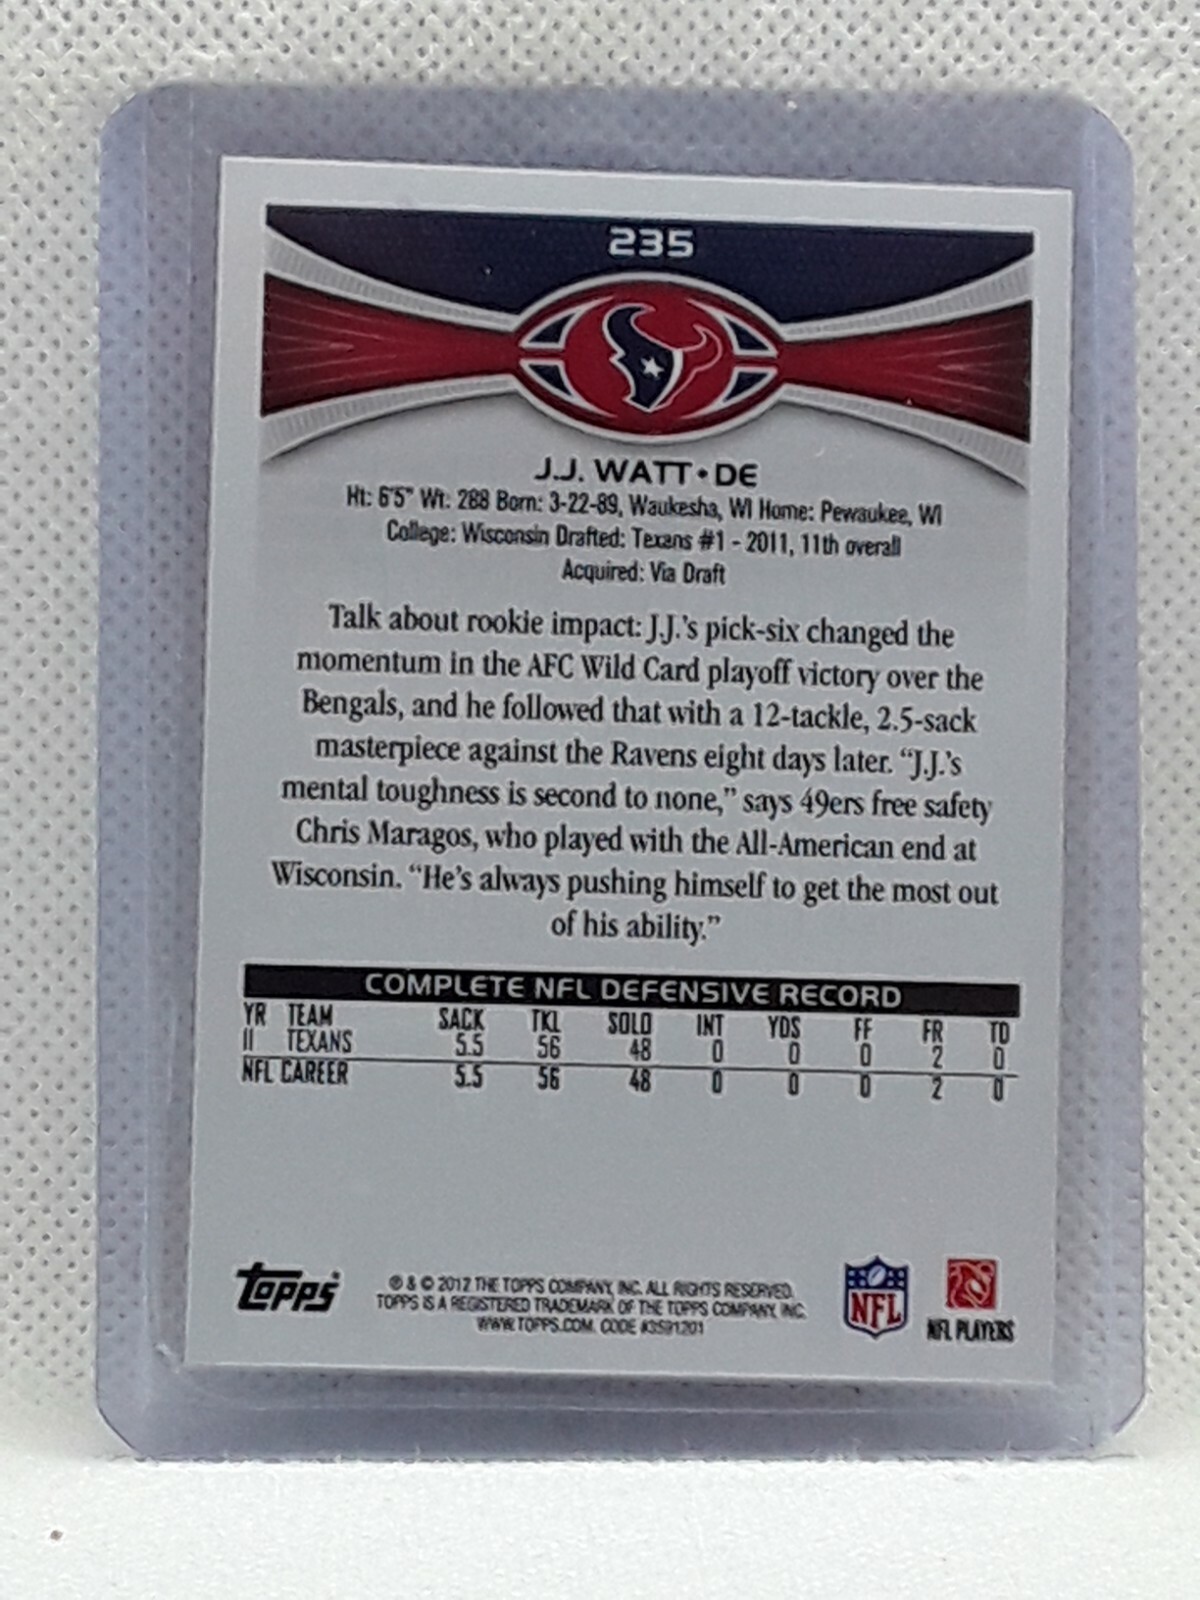 235
J.J. WATT • DE
Ht: 6'5" Wt: 288 Born: 3-22-89, Waukesha, WI Home: Pewaukee, WI
College: Wisconsin Drafted: Texans #1 - 2011, 11th overall
Acquired: Via Draft
Talk about rookie impact: J.J.'s pick-six changed the
momentum in the AFC Wild Card playoff victory over the
Bengals, and he followed that with a 12-tackle, 2.5-sack
masterpiece against the Ravens eight days later. “J.J.'s
mental toughness is second to none,” says 49ers free safety
Chris Maragos, who played with the All-American end at
Wisconsin. “He's always pushing himself to get the most out
of his ability.”
COMPLETE NFL DEFENSIVE RECORD
YR TEAM SACK TKL SOLO INT YDS FF FR TD
11 TEXANS 5.5 56 48 0 0 0 2 0
NFL CAREER 5.5 56 48 0 0 0 2 0
Topps
® & © 2012 THE TOPPS COMPANY, INC. ALL RIGHTS RESERVED.
TOPPS IS A REGISTERED TRADEMARK OF THE TOPPS COMPANY, INC.
WWW.TOPPS.COM. CODE #3591201
NFL
NFL PLAYERS